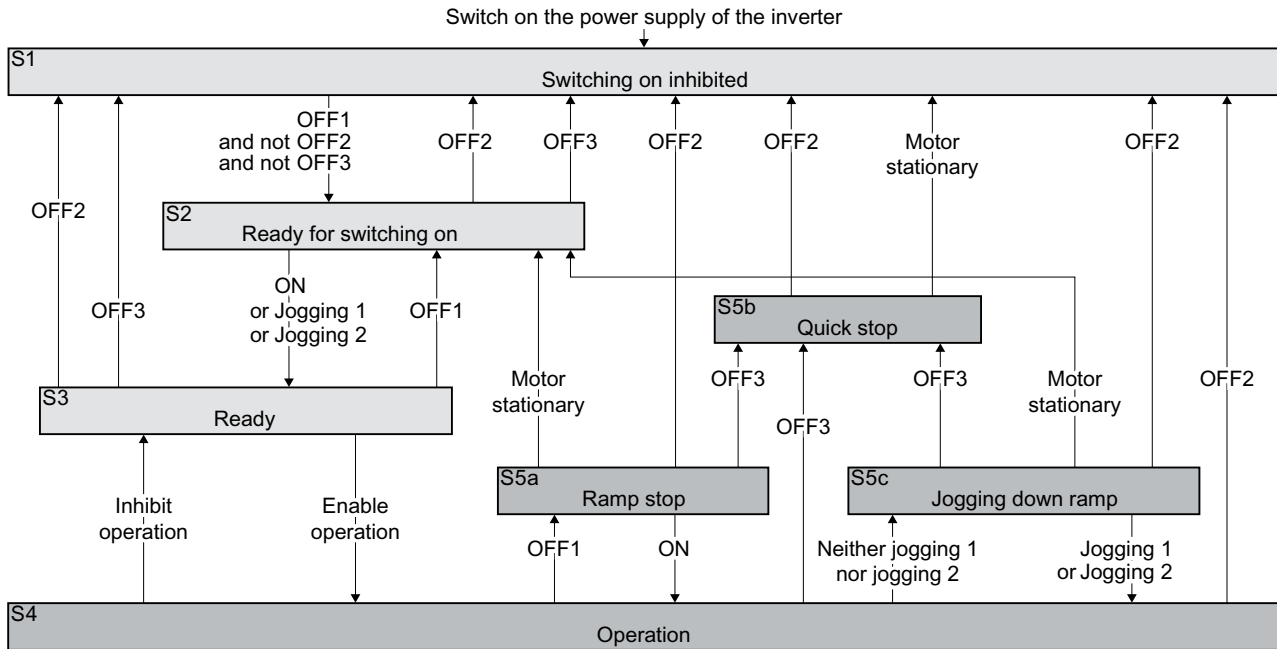 Switch on the power supply of the inverter
S1
Switching on inhibited
OFF1
and not OFF2
and not OFF3
OFF2
OFF3
OFF2
OFF2
Motor
stationary
OFF2
OFF2
S2
Ready for switching on
OFF3
ON
or Jogging 1
or Jogging 2
OFF1
S5b
Quick stop
Motor
stationary
OFF3
OFF3
OFF3
Motor
stationary
OFF2
S3
Ready
S5a
Ramp stop
S5c
Jogging down ramp
Inhibit
operation
Enable
operation
OFF1
ON
Neither jogging 1
nor jogging 2
Jogging 1
or Jogging 2
S4
Operation